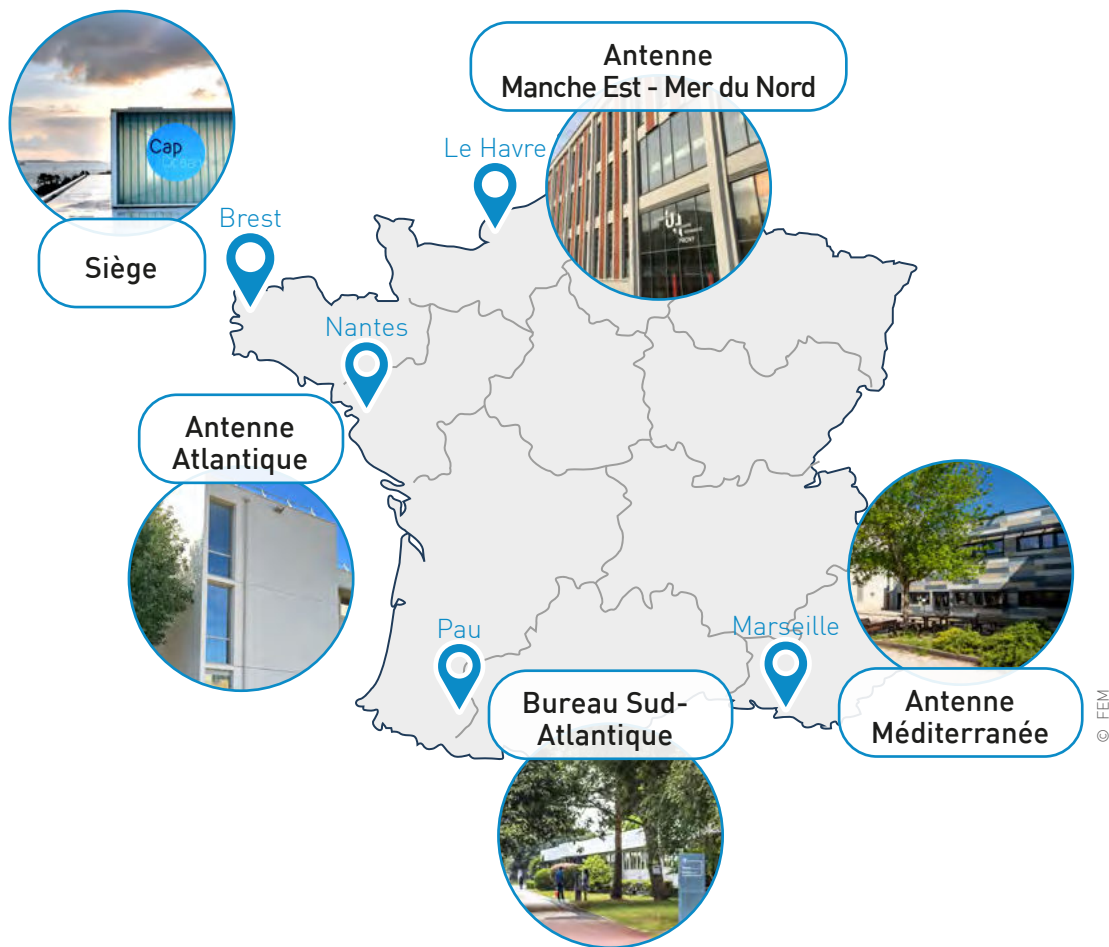 Antenne
Manche Est - Mer du Nord
Le Havre
Cap
Océan
Brest
Siège
Nantes
Antenne
Atlantique
Pau
Marseille
Bureau Sud-
Atlantique
Antenne
Méditerranée
© FEM